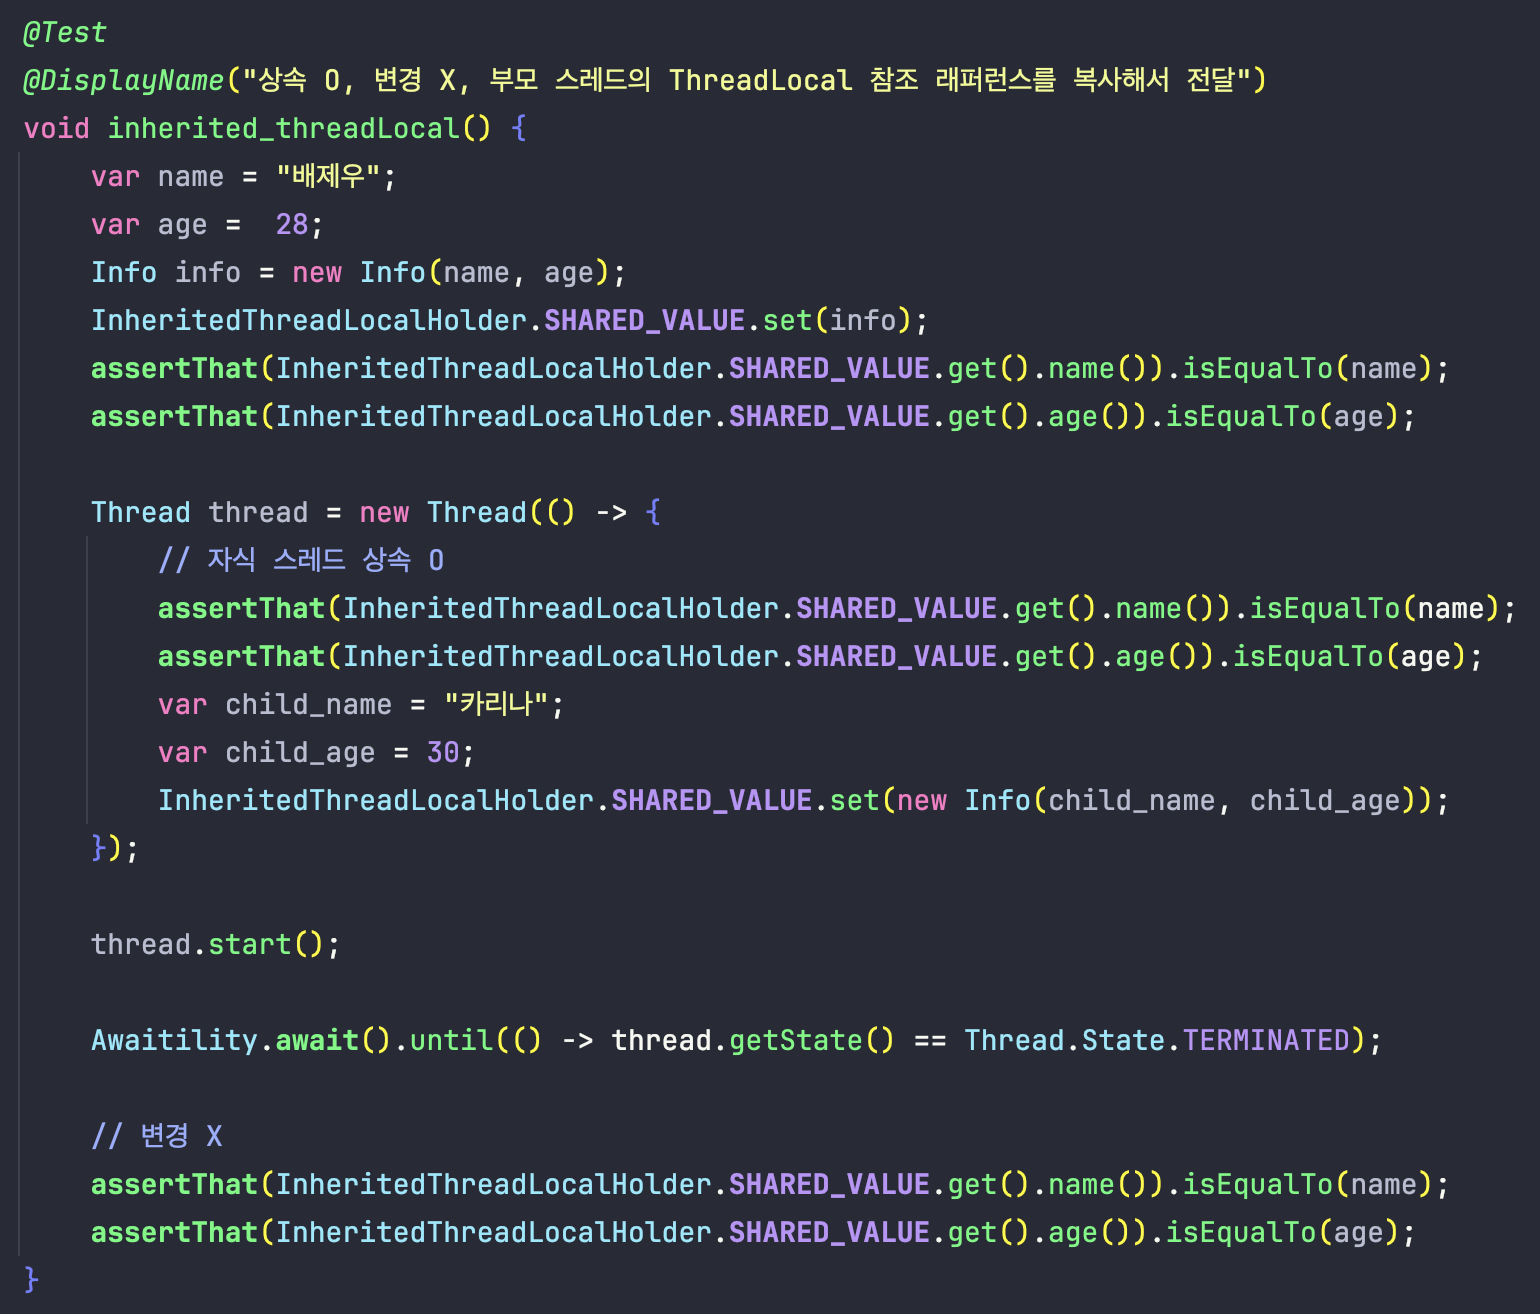 @Test
@DisplayName("상속 O, 변경 X, 부모 스레드의 ThreadLocal 참조 래퍼런스를 복사해서 전달")
void inherited_threadLocal() {
    var name = "배제우";
    var age =  28;
    Info info = new Info(name, age);
    InheritedThreadLocalHolder.SHARED_VALUE.set(info);
    assertThat(InheritedThreadLocalHolder.SHARED_VALUE.get().name()).isEqualTo(name);
    assertThat(InheritedThreadLocalHolder.SHARED_VALUE.get().age()).isEqualTo(age);

    Thread thread = new Thread(() -> {
        // 자식 스레드 상속 O
        assertThat(InheritedThreadLocalHolder.SHARED_VALUE.get().name()).isEqualTo(name);
        assertThat(InheritedThreadLocalHolder.SHARED_VALUE.get().age()).isEqualTo(age);
        var child_name = "카리나";
        var child_age = 30;
        InheritedThreadLocalHolder.SHARED_VALUE.set(new Info(child_name, child_age));
    });

    thread.start();

    Awaitility.await().until(() -> thread.getState() == Thread.State.TERMINATED);

    // 변경 X
    assertThat(InheritedThreadLocalHolder.SHARED_VALUE.get().name()).isEqualTo(name);
    assertThat(InheritedThreadLocalHolder.SHARED_VALUE.get().age()).isEqualTo(age);
}